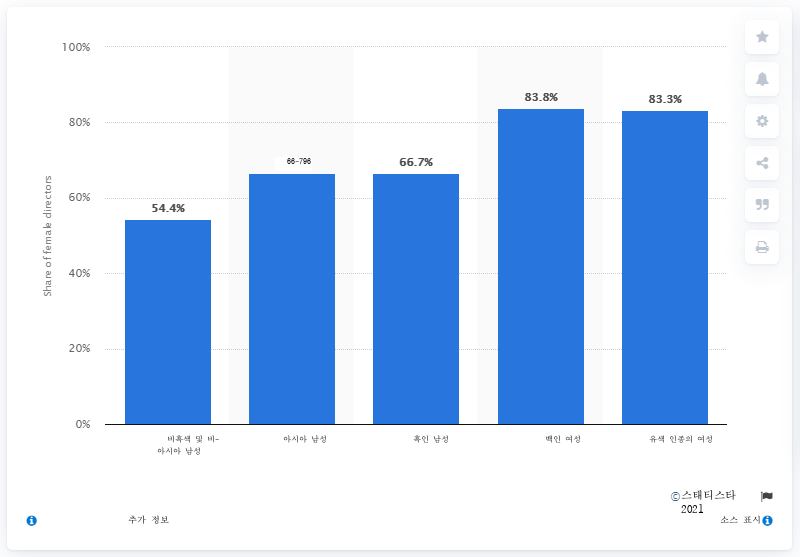 100%
80%
60%
40%
20%
0%
Share of female directors
54.4%
66-796
66.7%
83.8%
83.3%
비흑색 및 비-
아시아 남성
아시아 남성
흑인 남성
백인 여성
유색 인종의 여성
©스태티스타
2021
추가 정보
소스 표시